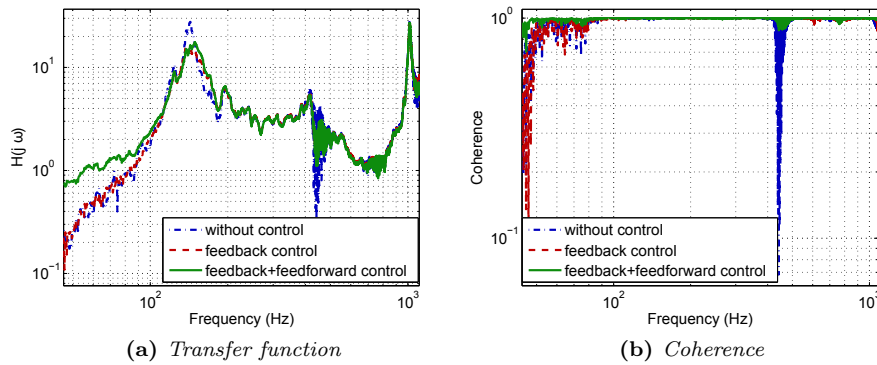 H(j ω)
10^1
10^0
10^-1
without control
feedback control
feedback+feedforward control
10^2
10^3
Frequency (Hz)
(a) Transfer function
Coherence
10^0
10^-1
without control
feedback control
feedback+feedforward control
10^2
10^3
Frequency (Hz)
(b) Coherence